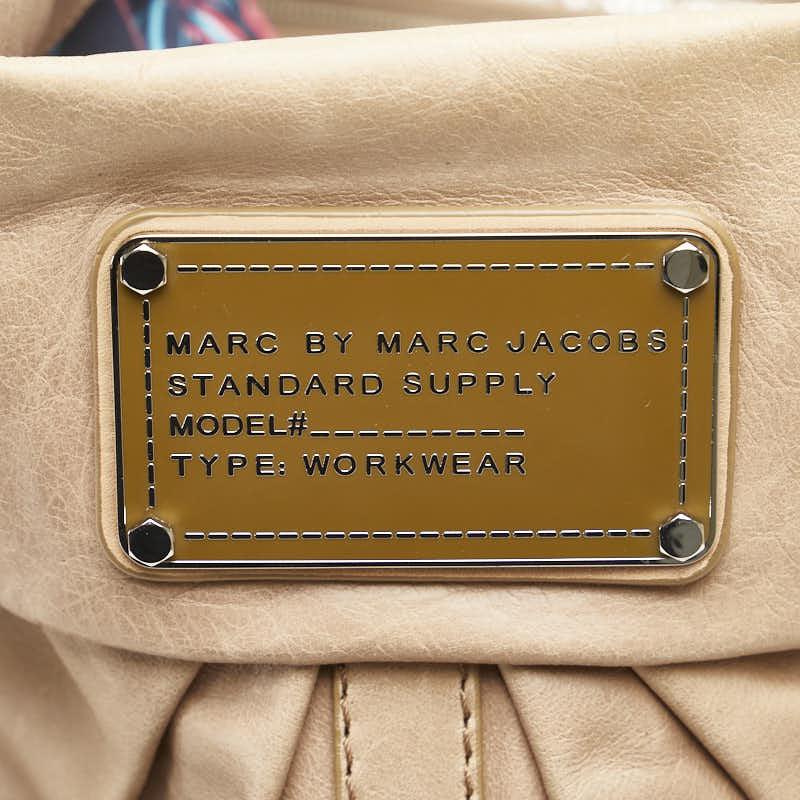 MARC BY MARC JACOBS
STANDARD SUPPLY
MODEL#_________
TYPE: WORKWEAR